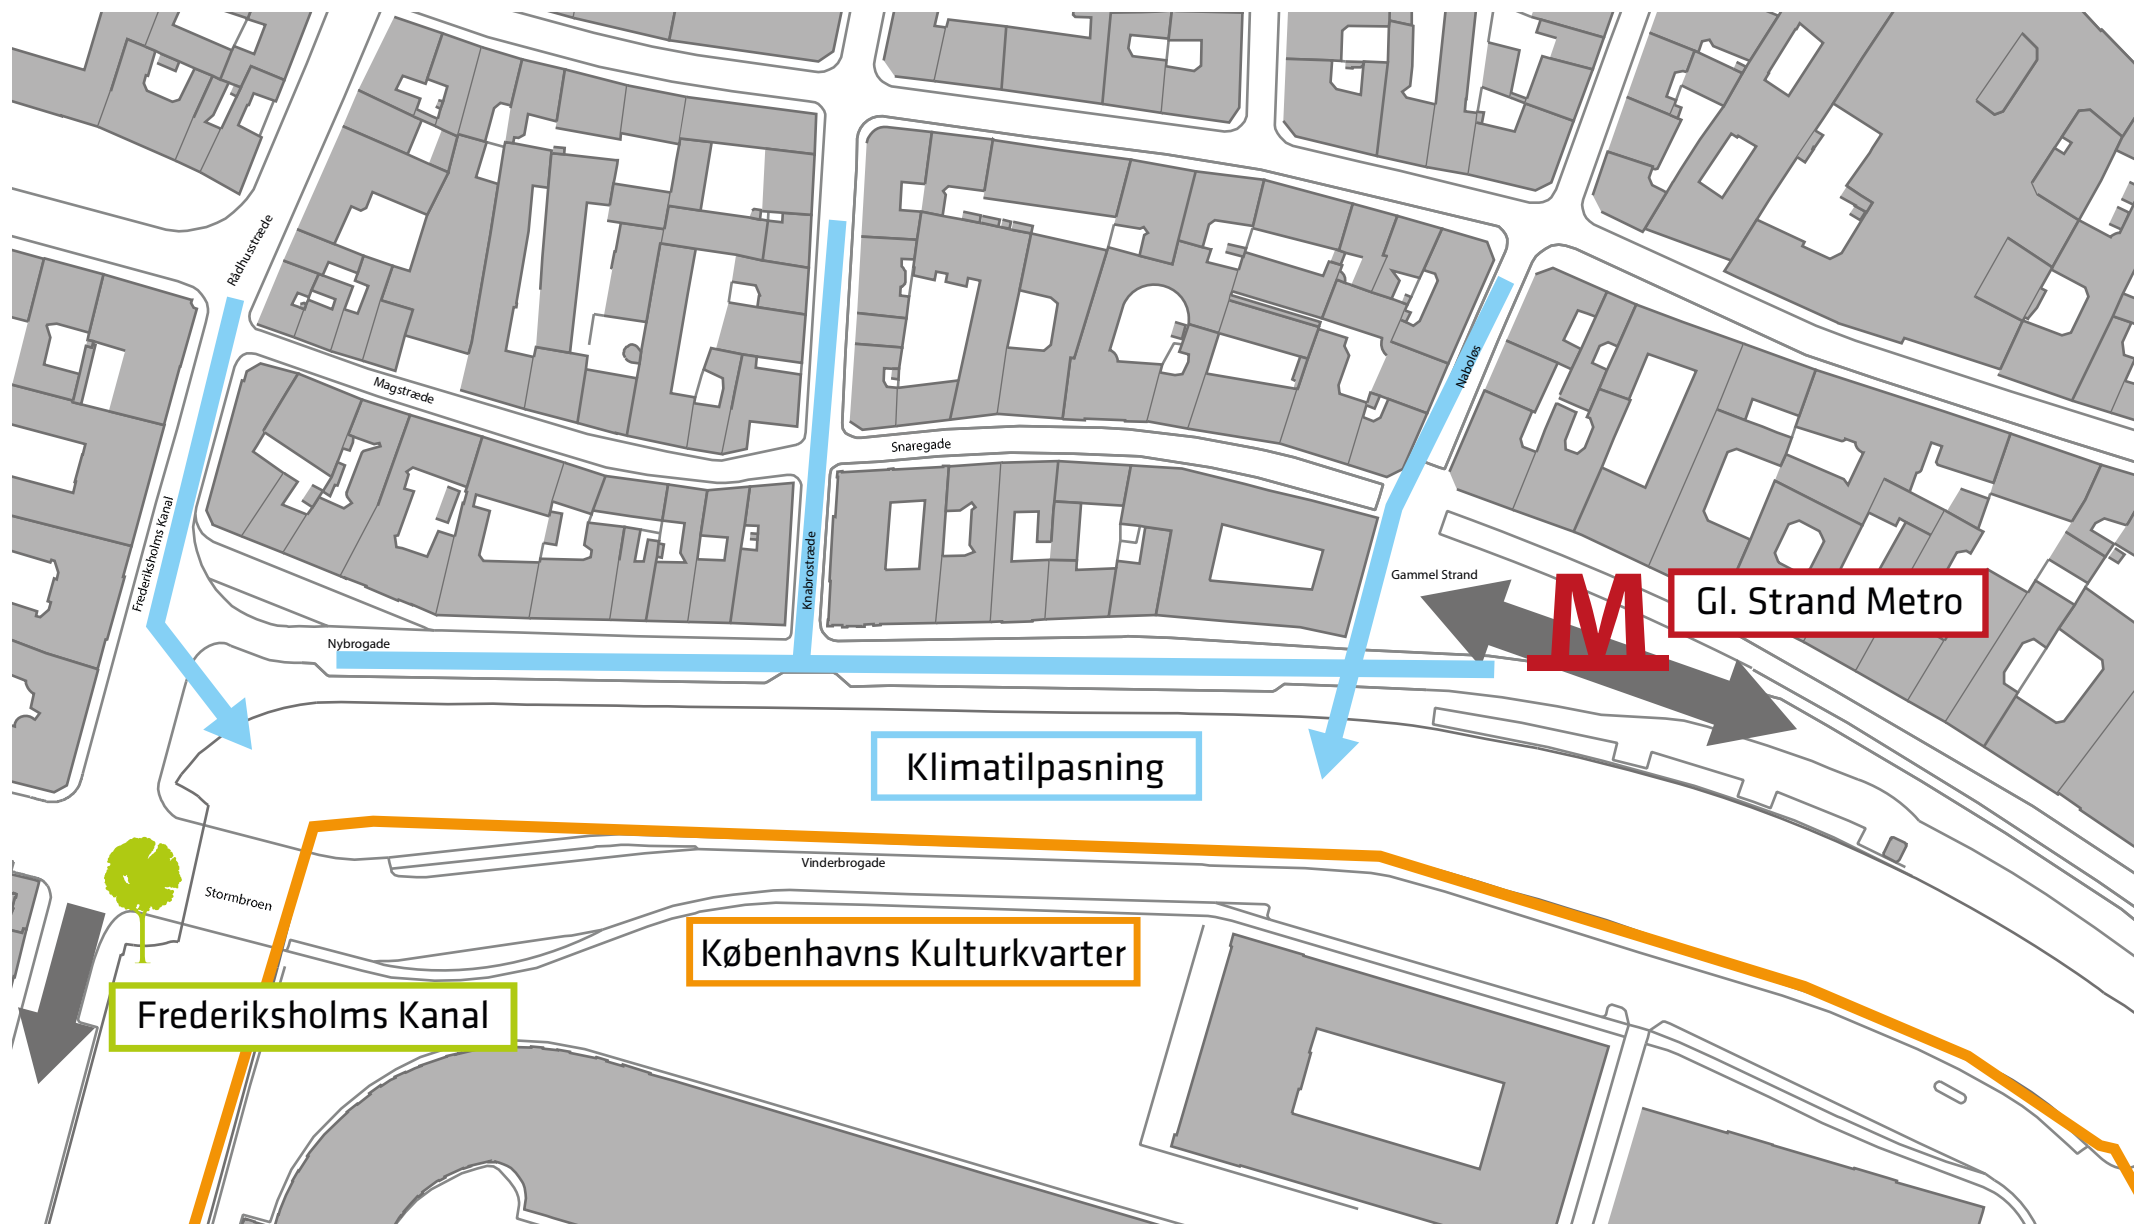 Rådhusstræde
Magstræde
Naboløs
Snaregade
Frederiksholms Kanal
Knabrostræde
Gammel Strand
M
Gl. Strand Metro
Nybrogade
Klimatilpasning
Vinderbrogade
Stormbroen
Københavns Kulturkvarter
Frederiksholms Kanal